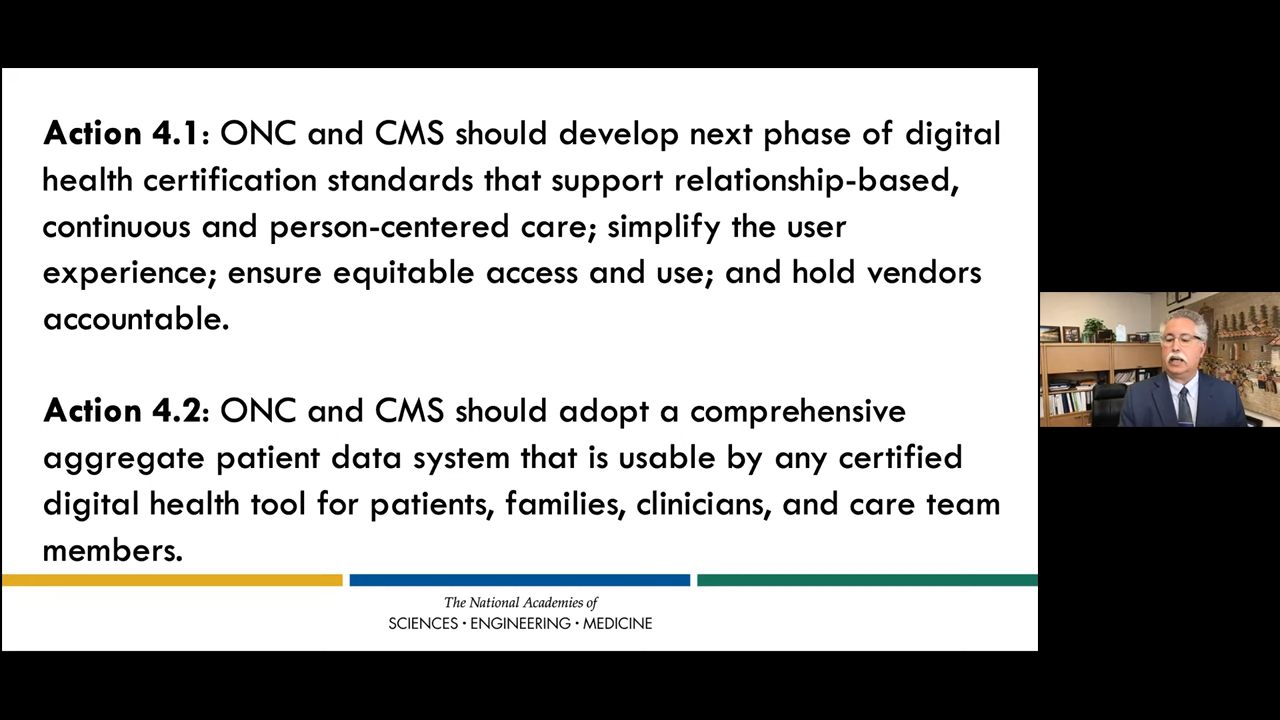 Action 4.1: ONC and CMS should develop next phase of digital
health certification standards that support relationship-based,
continuous and person-centered care; simplify the user
experience; ensure equitable access and use; and hold vendors
accountable.
Action 4.2: ONC and CMS should adopt a comprehensive
aggregate patient data system that is usable by any certified
digital health tool for patients, families, clinicians, and care team
members.
The National Academies of
SCIENCES • ENGINEERING • MEDICINE